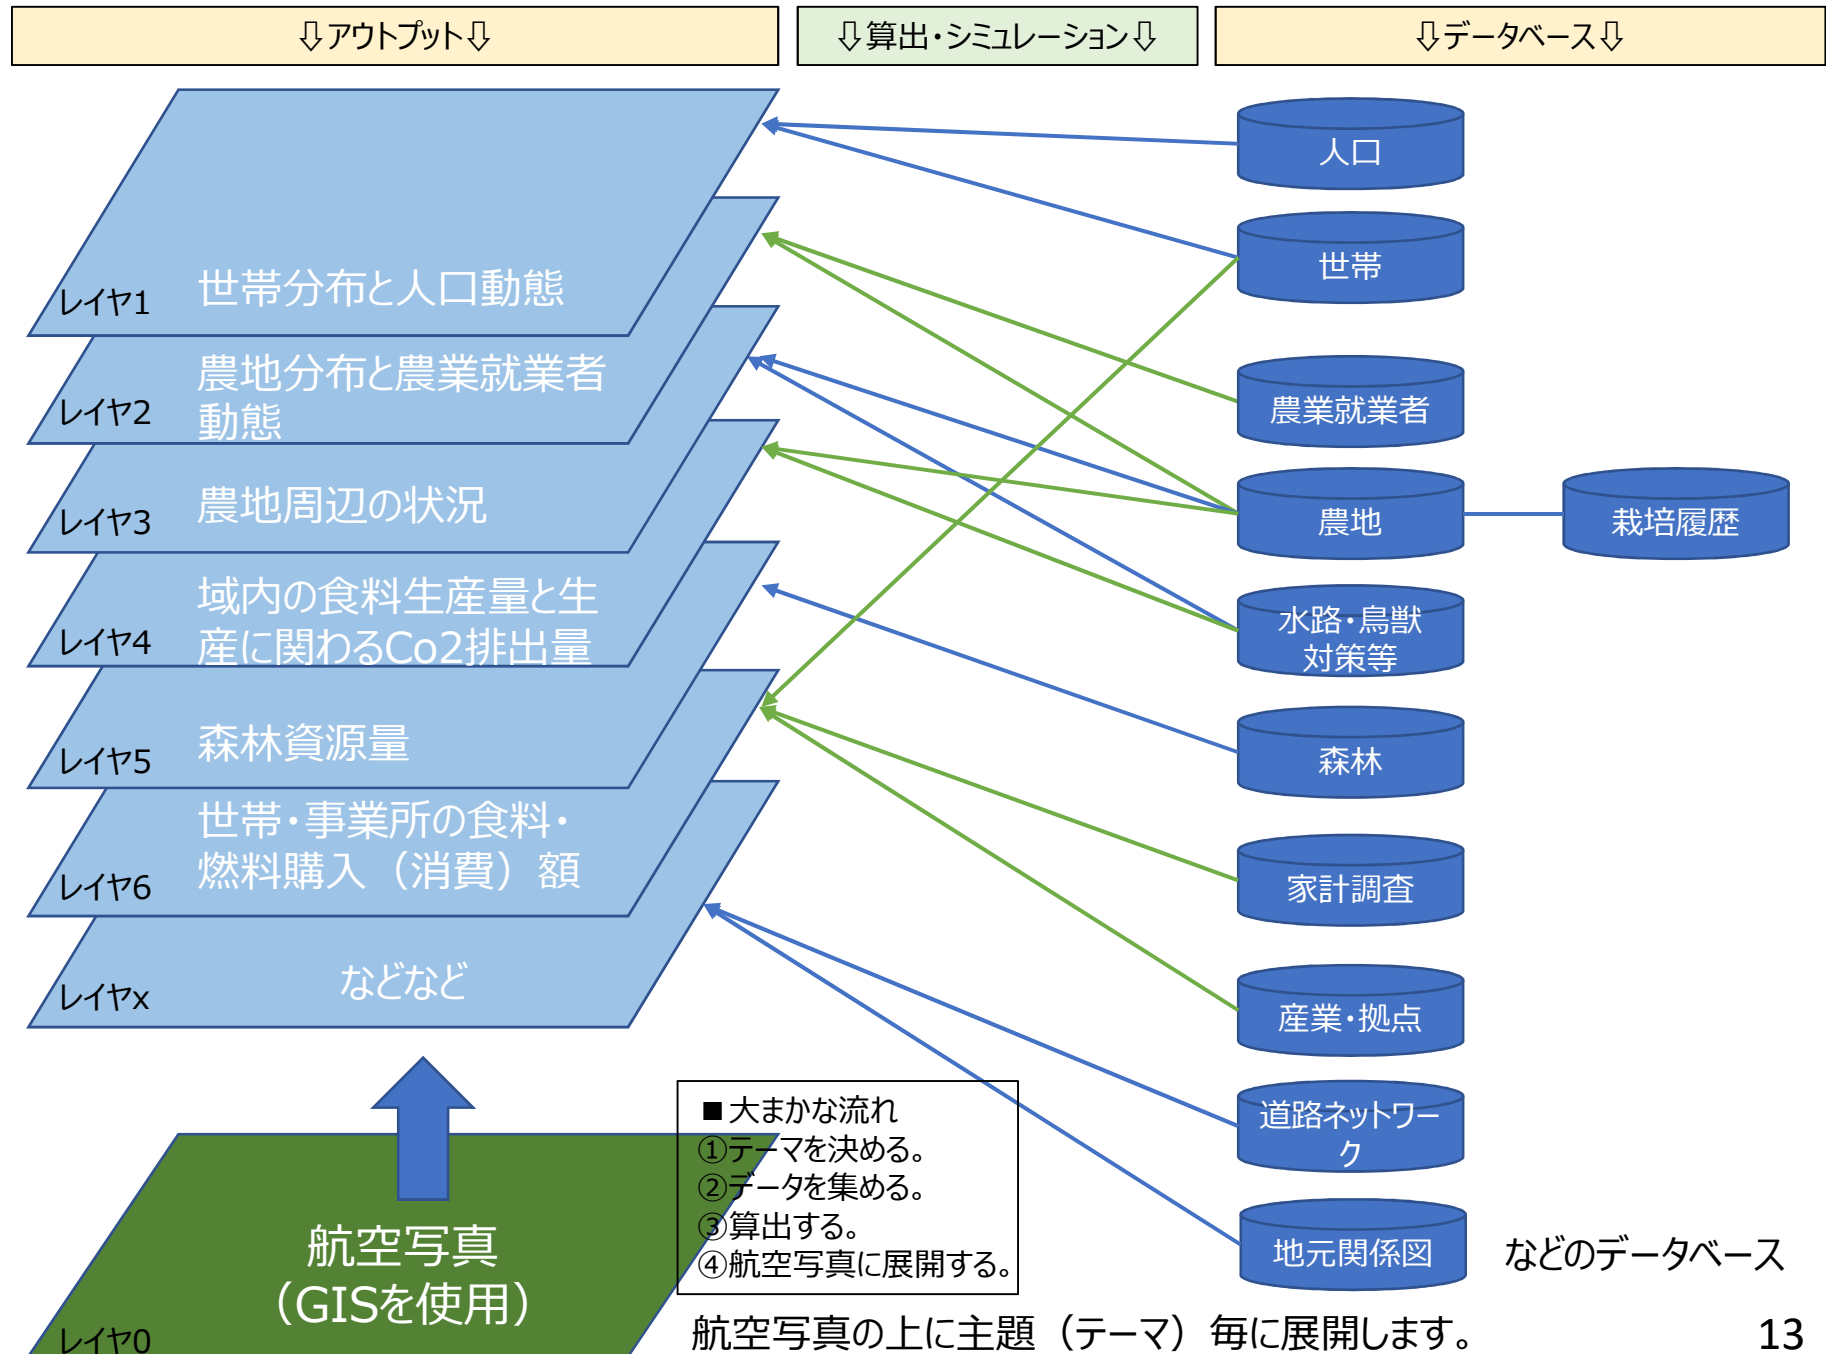 ⇩アウトプット⇩
⇩算出・シミュレーション⇩
⇩データベース⇩
世帯分布と人口動態
レイヤ1
農地分布と農業就業者
動態
レイヤ2
農地周辺の状況
レイヤ3
域内の食料生産量と生
産に関わるCo2排出量
レイヤ4
森林資源量
レイヤ5
世帯・事業所の食料・
燃料購入（消費）額
レイヤ6
などなど
レイヤx
航空写真
（GISを使用）
レイヤ0
人口
世帯
農業就業者
農地
栽培履歴
水路・鳥獣
対策等
森林
家計調査
産業・拠点
道路ネットワー
ク
地元関係図
などのデータベース
■大まかな流れ
①テーマを決める。
②データを集める。
③算出する。
④航空写真に展開する。
航空写真の上に主題（テーマ）毎に展開します。
13